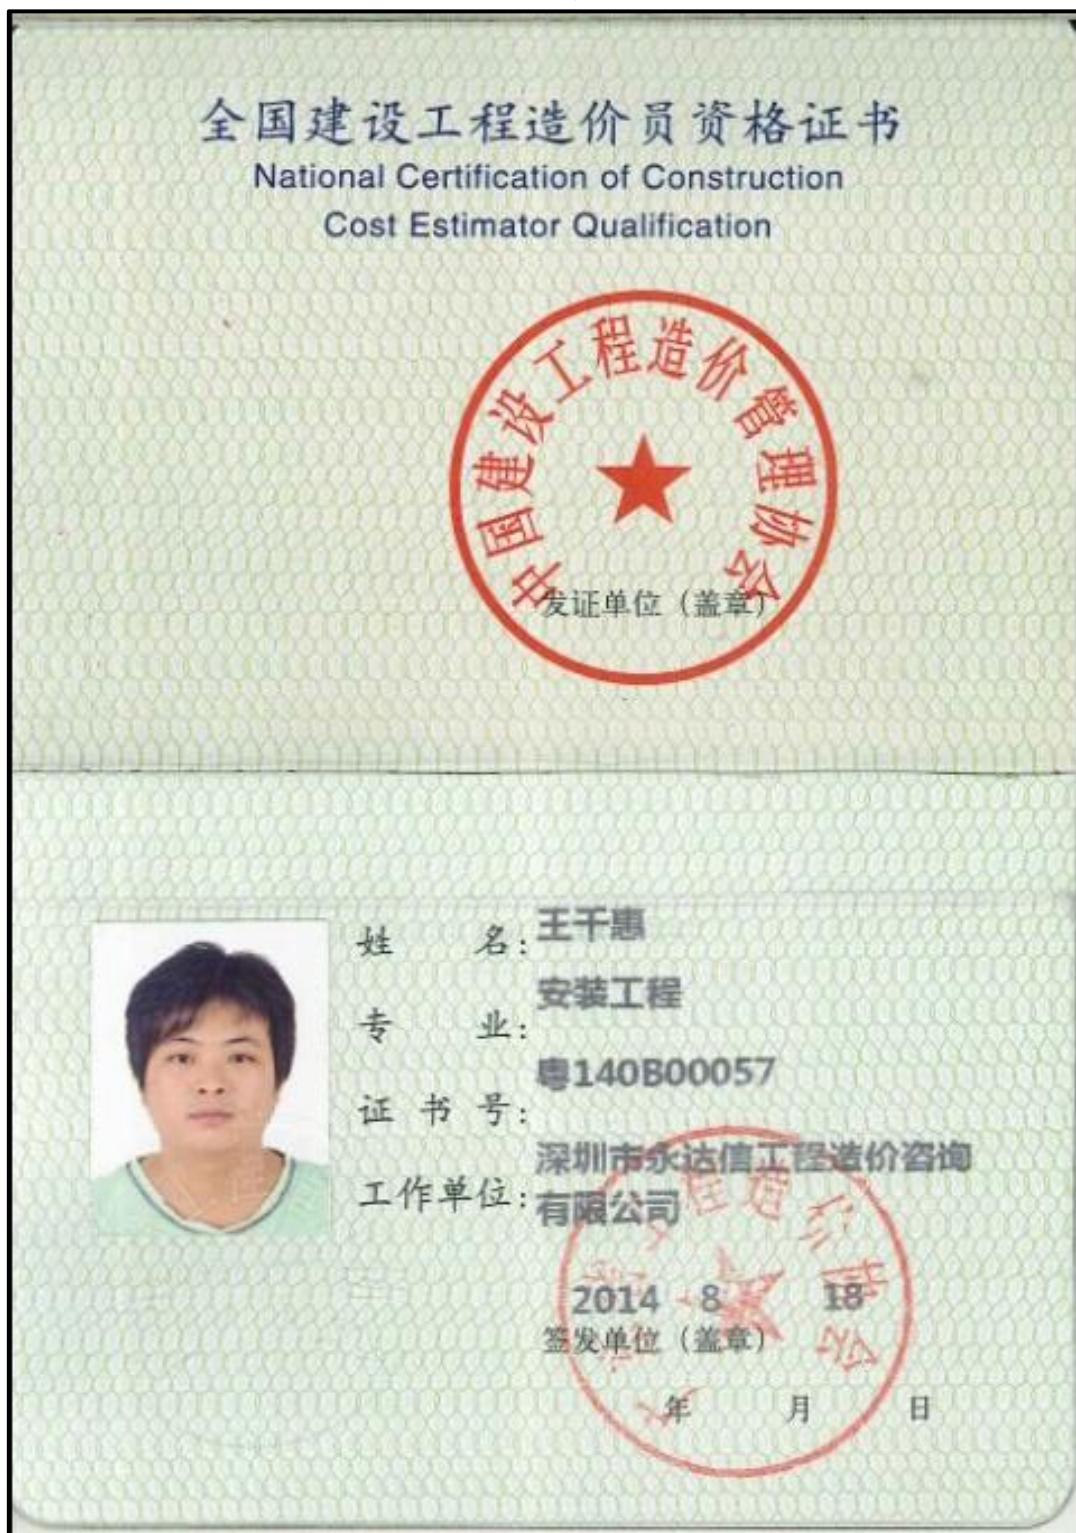 全国建设工程造价员资格证书
National Certification of Construction
Cost Estimator Qualification
中国建设工程造价管理协会
发证单位（盖章）
姓 名：王千惠
专 业：安装工程
证 书 号：粤140B00057
工作单位：深圳市永达信工程造价咨询
有限公司
2014 8 18
签发单位（盖章）
年 月 日